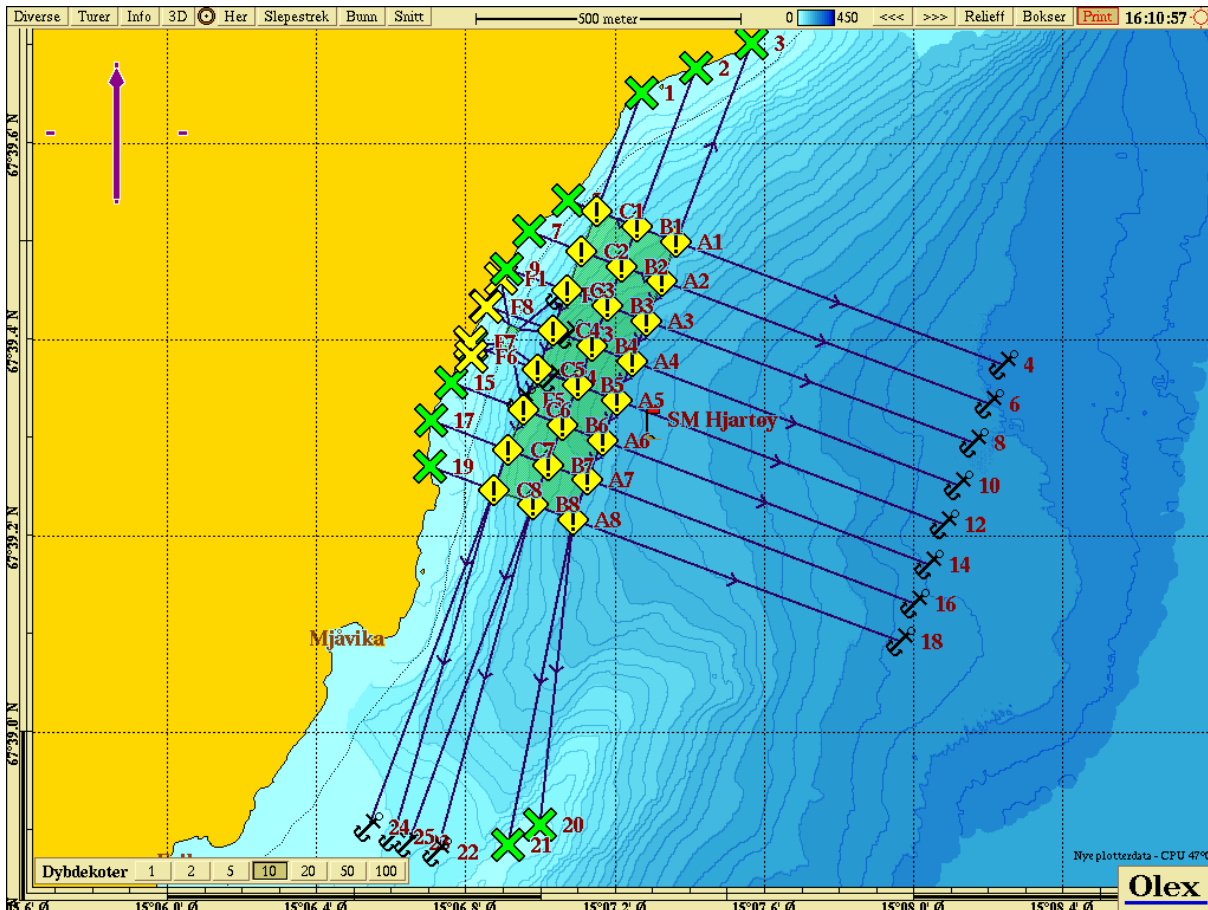 Diverse Turer Info 3D Her Slepestrek Bunn Snitt 500 meter 0 450 <<< >>> Relieff Bokser Print 16:10:57
3
2
1
67°39.6' N
C1
B1
A1
7
C2
B2
A2
9
F1
C3
B3
A3
F8
C4
B4
A4
4
67°39.4' N
F7
F6
C5
B5
A5
6
15
F5
C6
B6
A6
SM Hjartøy
8
17
C7
B7
A7
10
19
C8
B8
A8
12
67°39.2' N
14
16
18
Mjåvika
67°39.0' N
20
24
25
22
21
Dybdekoter 1 2 5 10 20 50 100
Nye plotterdata - CPU 47°
Olex
15°06.0' Ø 15°06.4' Ø 15°06.8' Ø 15°07.2' Ø 15°07.6' Ø 15°08.0' Ø 15°08.4' Ø